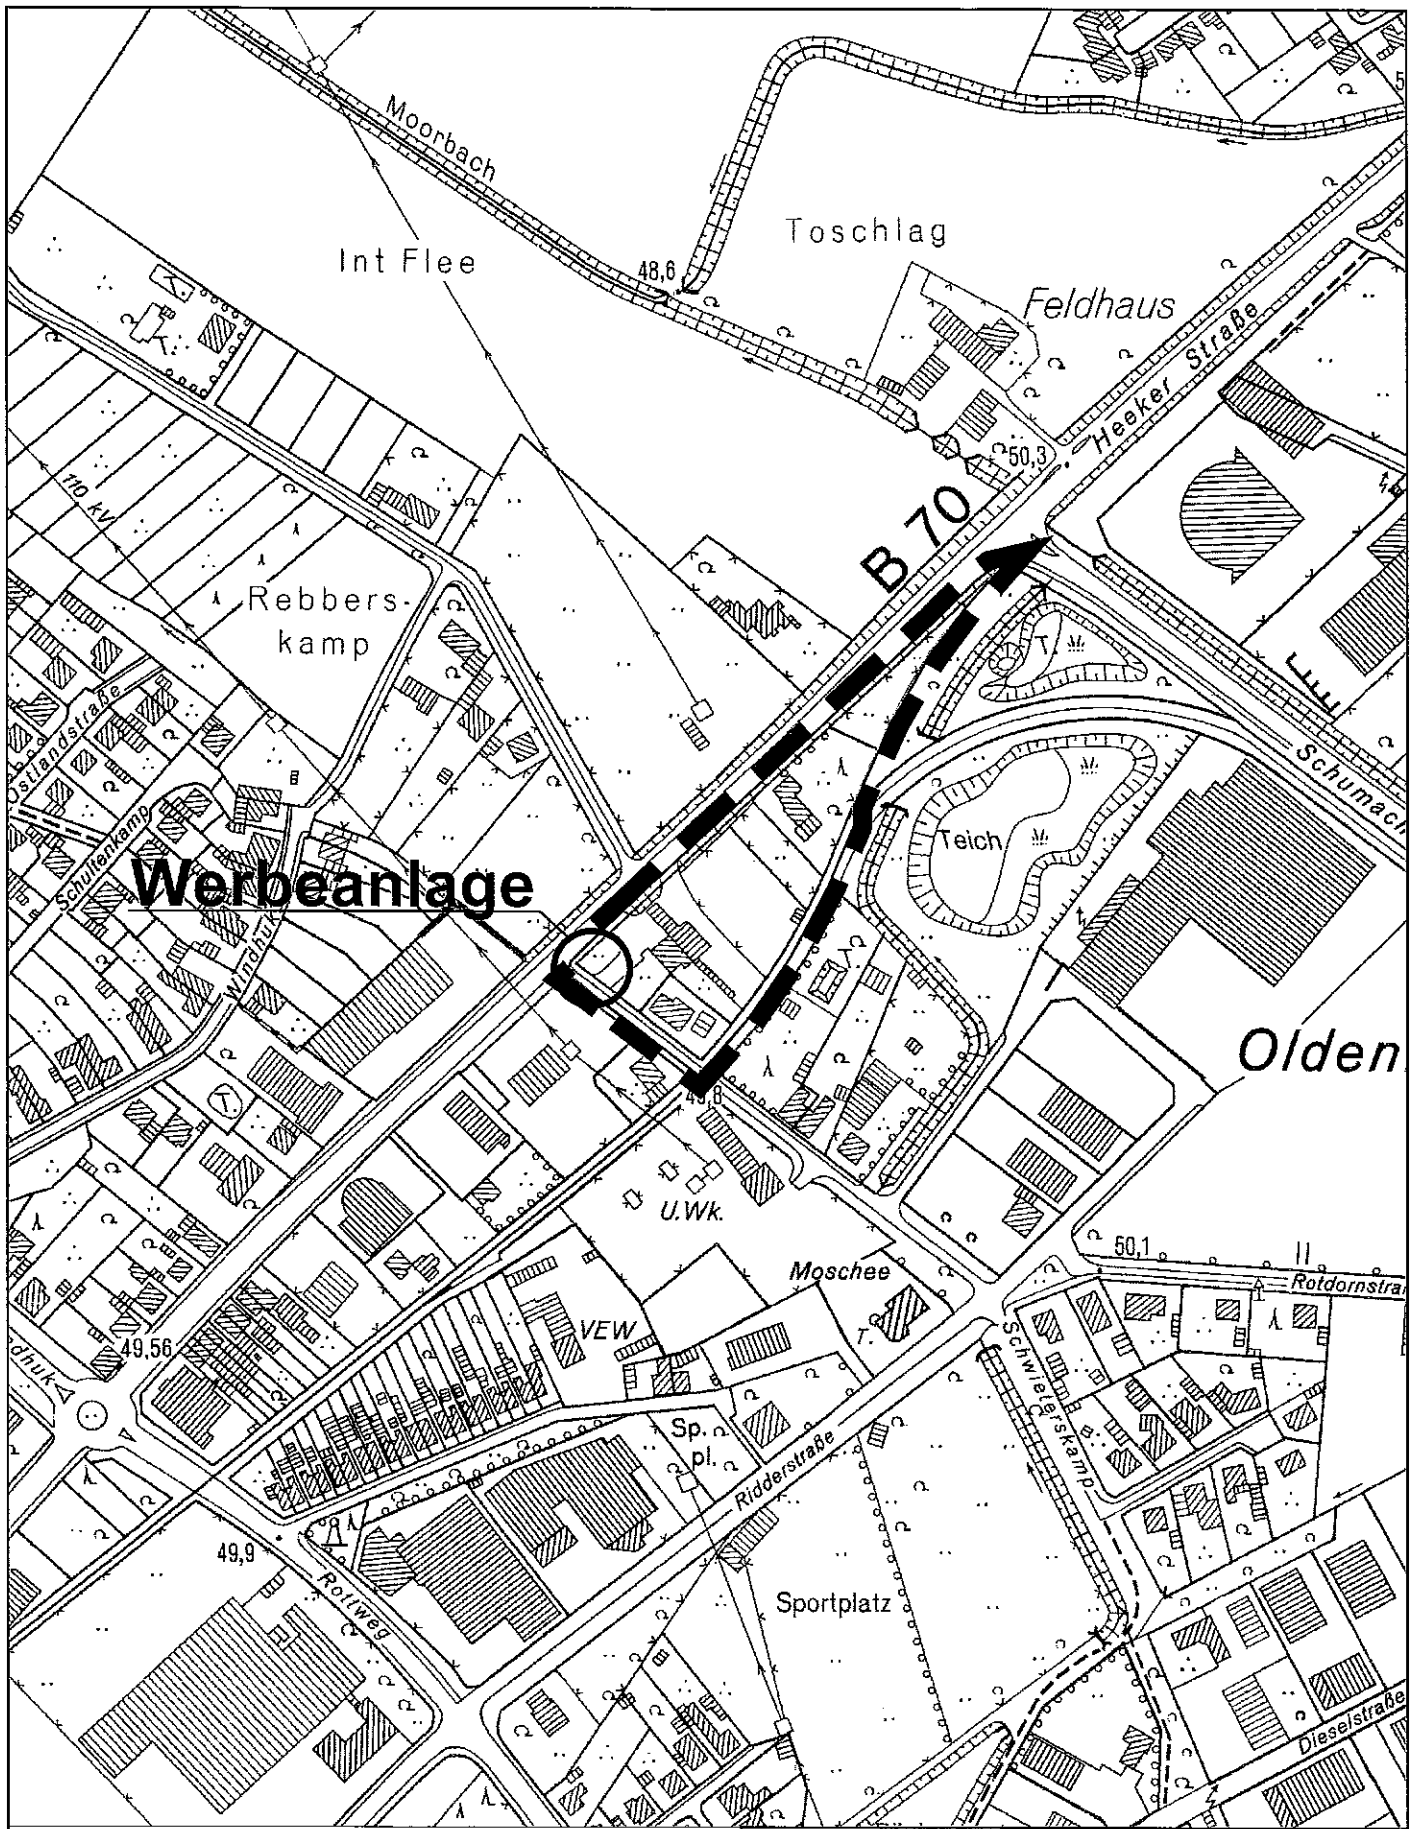 Moorbach
Int Flee
Toschlag
48,6
Feldhaus
Heeker Straße
50,3
B 70
110 kV
Rebbers-
kamp
T.
Ostlandstraße
Schultenkamp
Windhuk
Werbeanlage
Teich
Schumach
Olden
U.Wk.
Moschee
T.
VEW
50,1
II
Rotdornstra
Schwieterskamp
49,56
dhuk
Sp.
pl.
Ridderstraße
49,9
Rottweg
Sportplatz
Dieselstraße